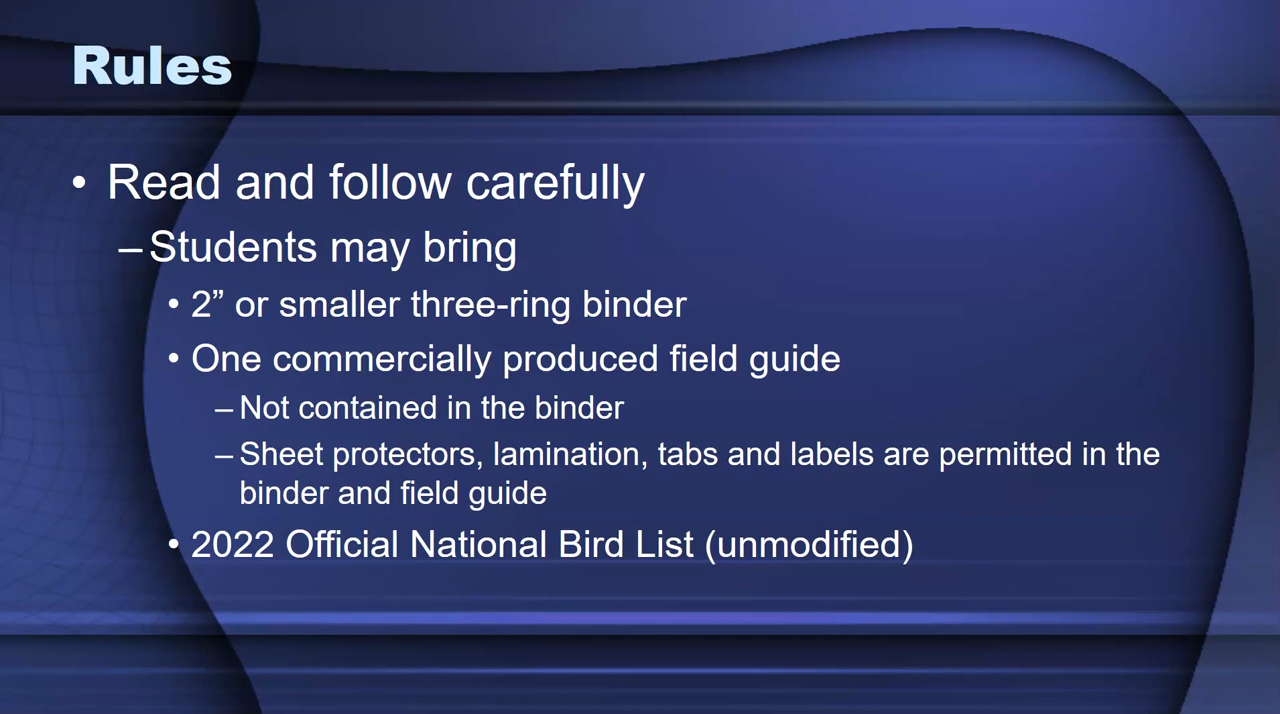 Rules
• Read and follow carefully
– Students may bring
• 2” or smaller three-ring binder
• One commercially produced field guide
– Not contained in the binder
– Sheet protectors, lamination, tabs and labels are permitted in the
binder and field guide
• 2022 Official National Bird List (unmodified)